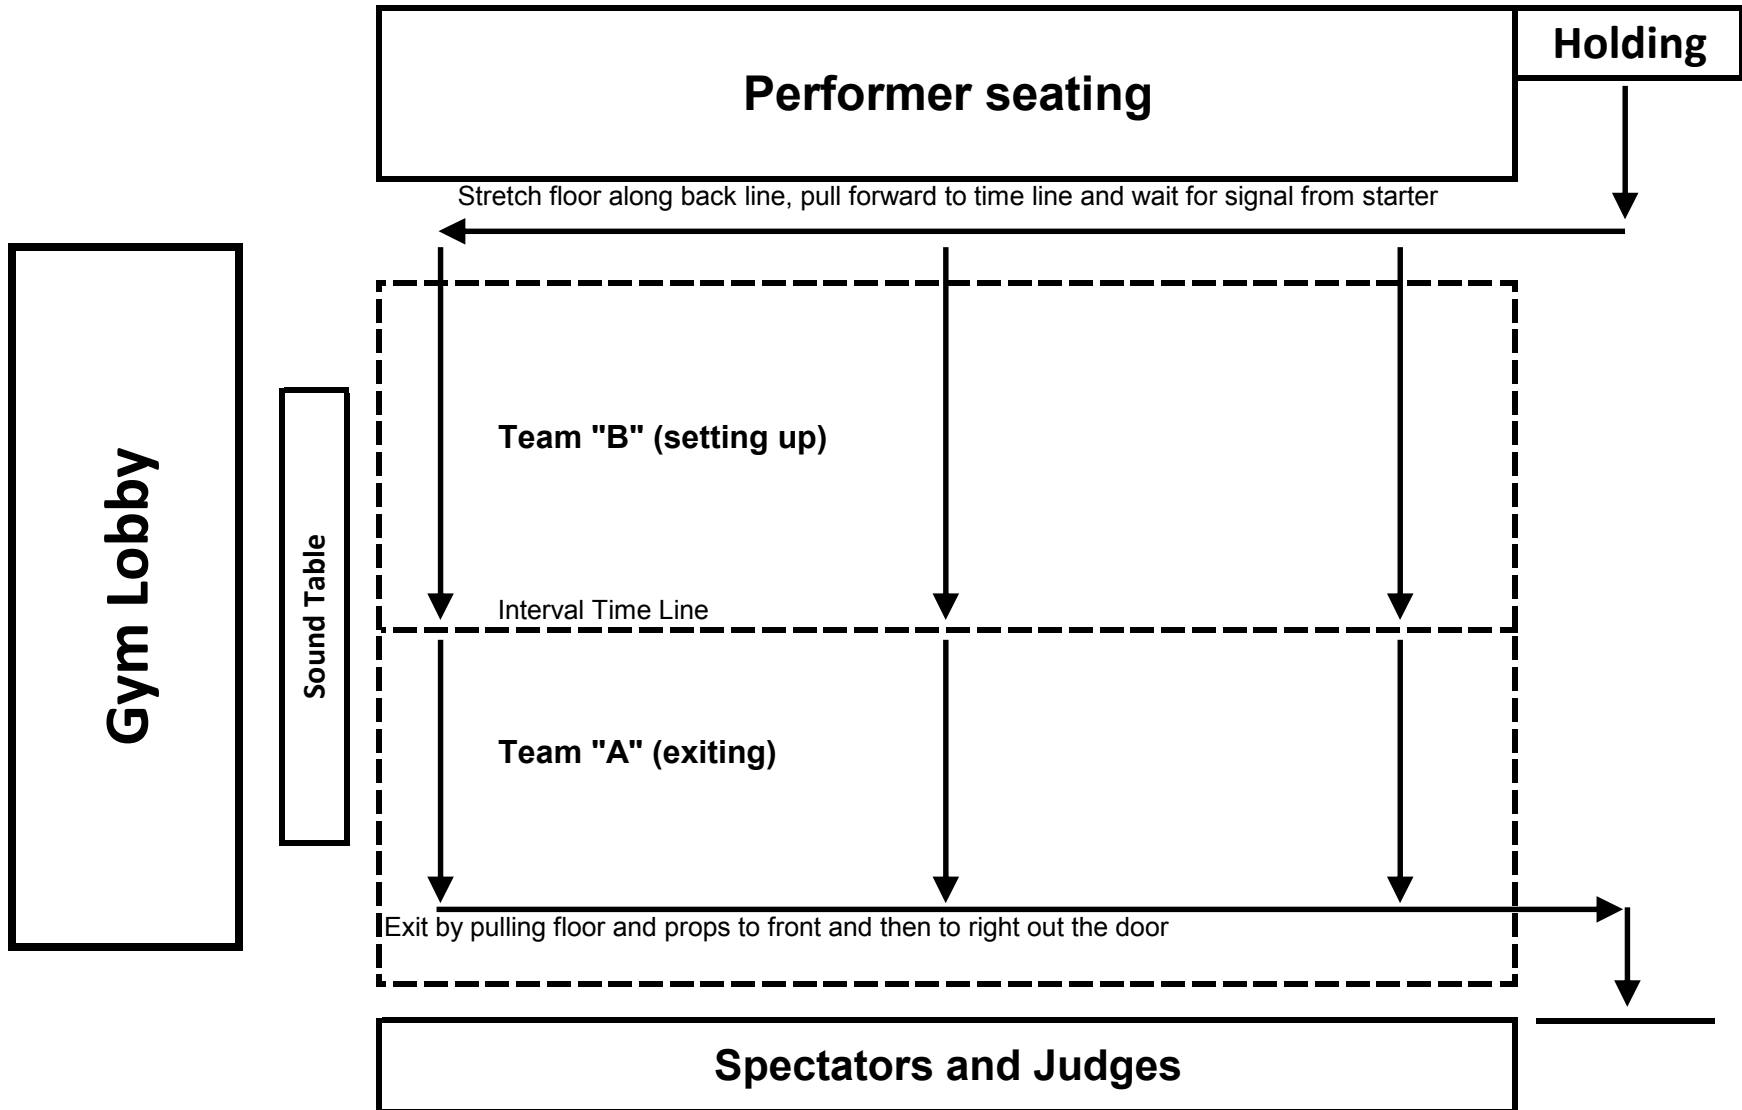 Holding
Performer seating
Stretch floor along back line, pull forward to time line and wait for signal from starter
Gym Lobby
Sound Table
Team "B" (setting up)
Interval Time Line
Team "A" (exiting)
Exit by pulling floor and props to front and then to right out the door
Spectators and Judges